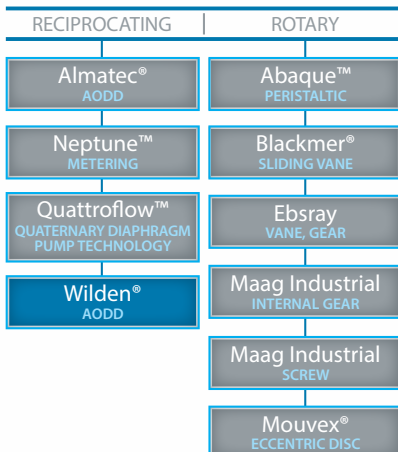 RECIPROCATING
ROTARY
Almatec®
AODD
Neptune™
METERING
Quattroflow™
QUATERNARY DIAPHRAGM
PUMP TECHNOLOGY
Wilden®
AODD
Abaque™
PERISTALTIC
Blackmer®
SLIDING VANE
Ebsray
VANE, GEAR
Maag Industrial
INTERNAL GEAR
Maag Industrial
SCREW
Mouvex®
ECCENTRIC DISC